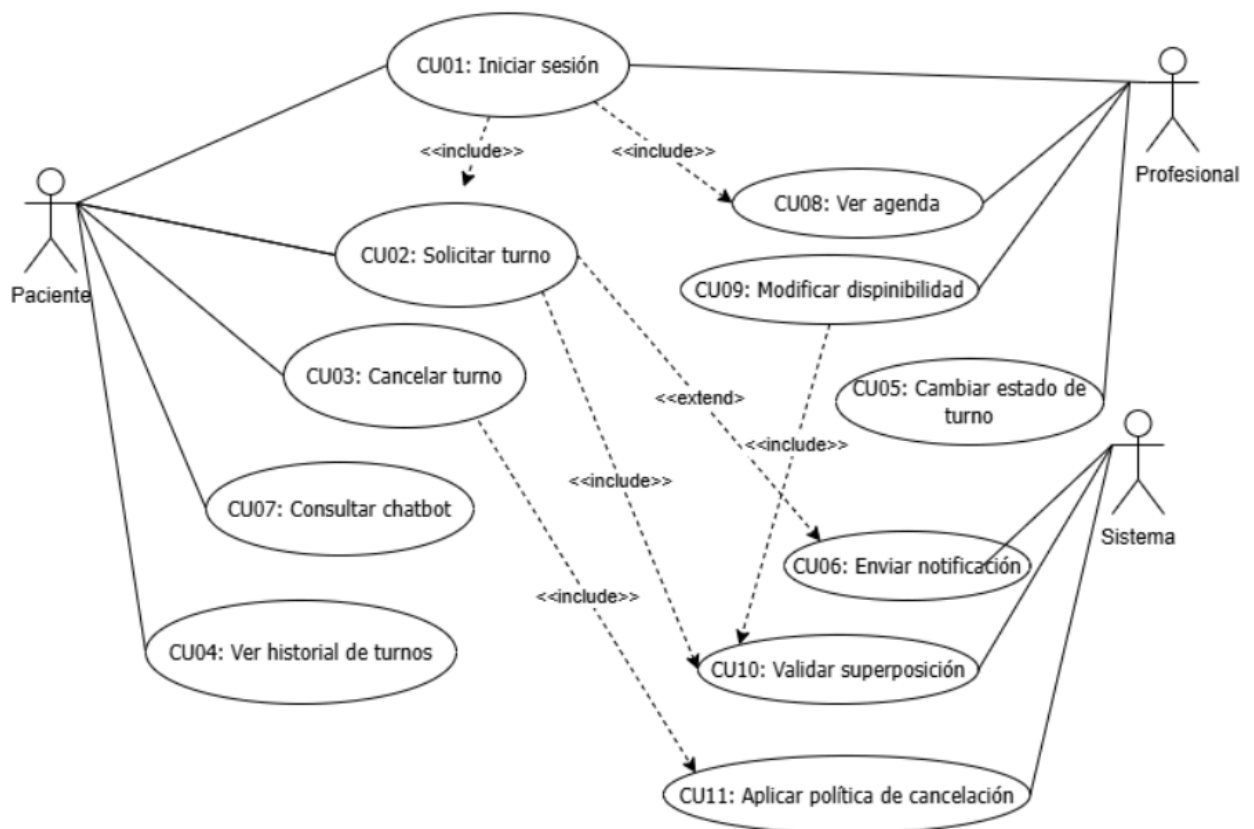 CU01: Iniciar sesión
<<include>>
<<include>>
Profesional
CU08: Ver agenda
CU02: Solicitar turno
Paciente
CU09: Modificar dispinibilidad
CU03: Cancelar turno
CU05: Cambiar estado de
turno
<<extend>
<<include>>
<<include>>
CU07: Consultar chatbot
Sistema
CU06: Enviar notificación
<<include>>
CU04: Ver historial de turnos
CU10: Validar superposición
CU11: Aplicar política de cancelación